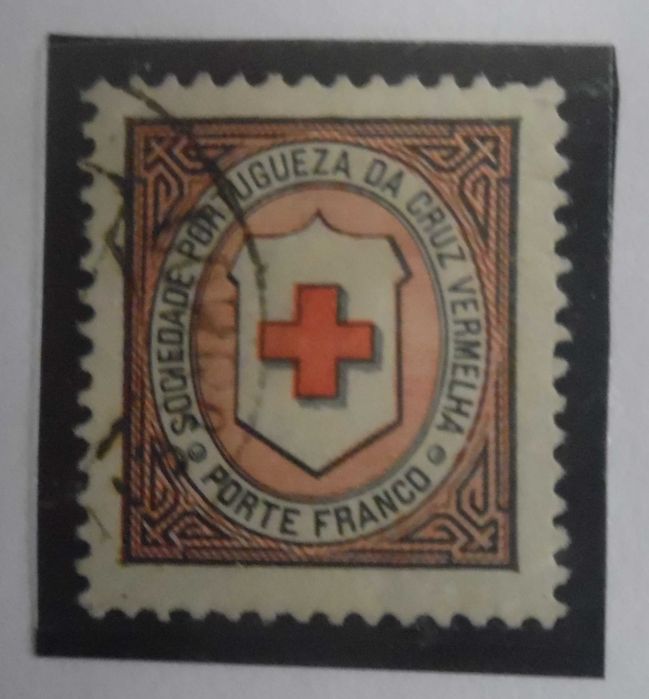 SOCIEDADE PORTUGUEZA DA CRUZ VERMELHA
PORTE FRANCO